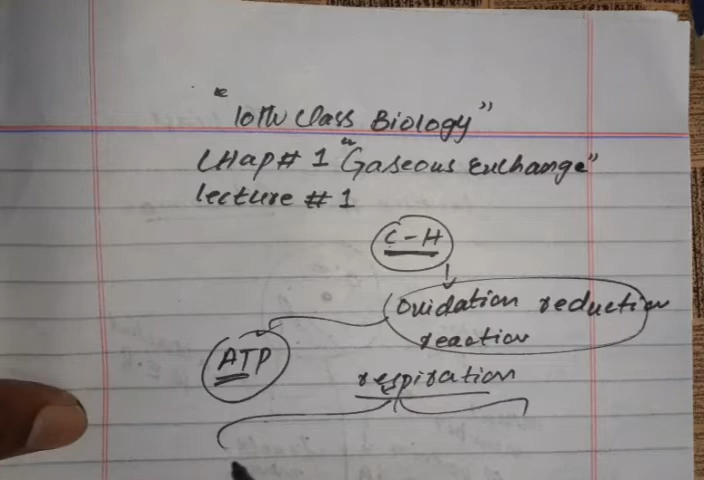 "10th Class Biology"
Chap # 1 "Gaseous Exchange"
lecture # 1
C-H
Oxidation reduction
reaction
ATP
respiration